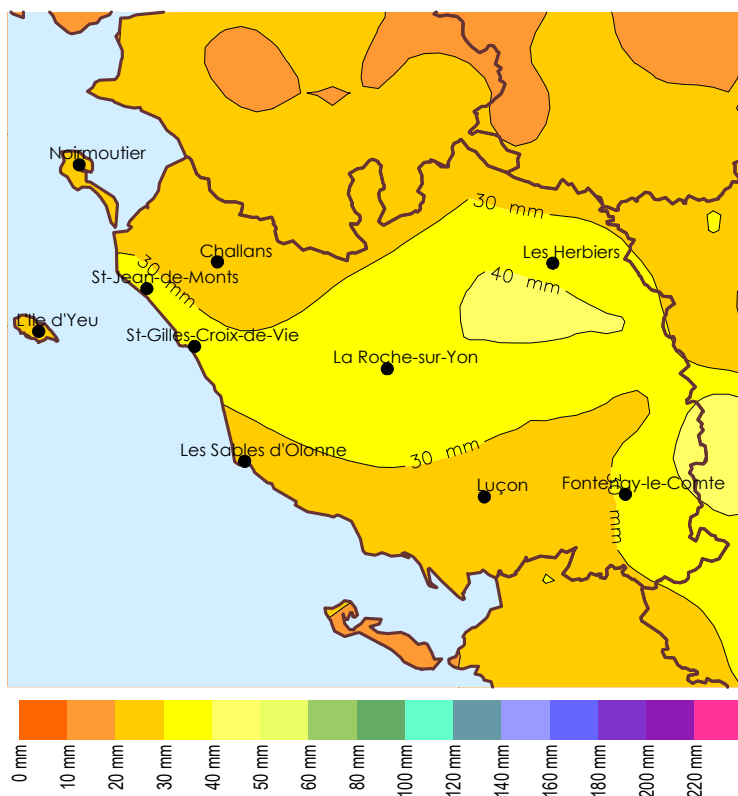 Noirmoutier
30 mm
Challans
Les Herbiers
30 mm
St-Jean-de-Monts
40 mm
L'Ile d'Yeu
St-Gilles-Croix-de-Vie
La Roche-sur-Yon
Les Sables d'Olonne
30 mm
Luçon
Fontenay-le-Comte
30 mm
0 mm
10 mm
20 mm
30 mm
40 mm
50 mm
60 mm
80 mm
100 mm
120 mm
140 mm
160 mm
180 mm
200 mm
220 mm